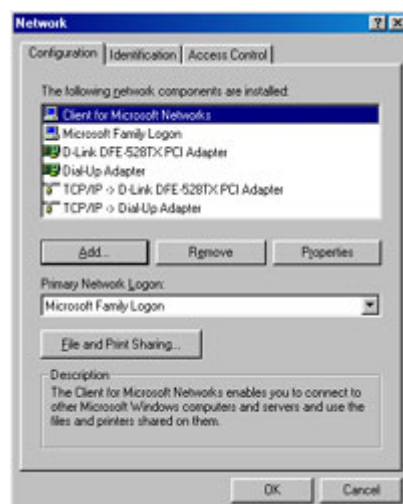 Network
Configuration Identification Access Control
The following network components are installed:
Client for Microsoft Networks
Microsoft Family Logon
D-Link DFE-528TX PCI Adapter
Dial-Up Adapter
TCP/IP -> D-Link DFE-528TX PCI Adapter
TCP/IP -> Dial-Up Adapter
Add... Remove Properties
Primary Network Logon:
Microsoft Family Logon
File and Print Sharing...
Description
The Client for Microsoft Networks enables you to connect to
other Microsoft Windows computers and servers and use the
files and printers shared on them.
OK Cancel